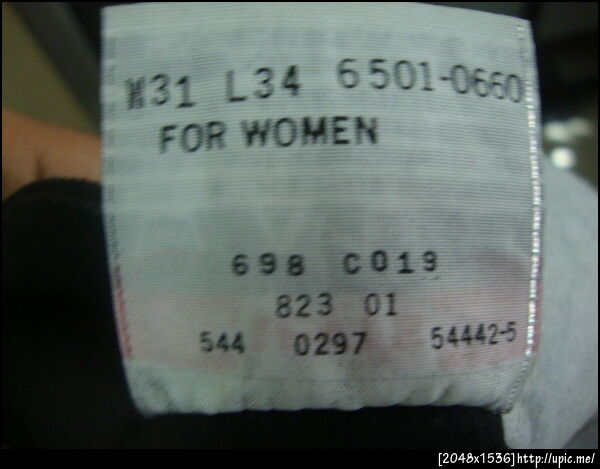 W31 L34 6501-0660
FOR WOMEN
698 C019
823 01
544 0297 54442-5
[2048x1536]http://upic.me/